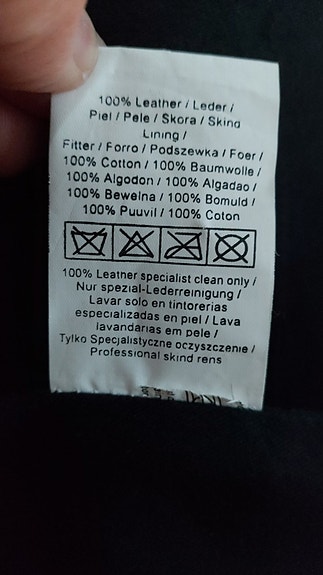 100% Leather / Leder /
Piel / Pele / Skora / Skind
Lining /
Fitter / Forro / Podszewka / Foer /
100% Cotton / 100% Baumwolle /
100% Algodon / 100% Algadao /
100% Bewelna / 100% Bomuld /
100% Puuvil / 100% Coton
100% Leather specialist clean only /
Nur spezial-Lederreinigung /
Lavar solo en tintorerias
especializadas en piel / Lava
lavandarias em pele /
Tylko Specjalistyczne oczyszczenie /
Professional skind rens